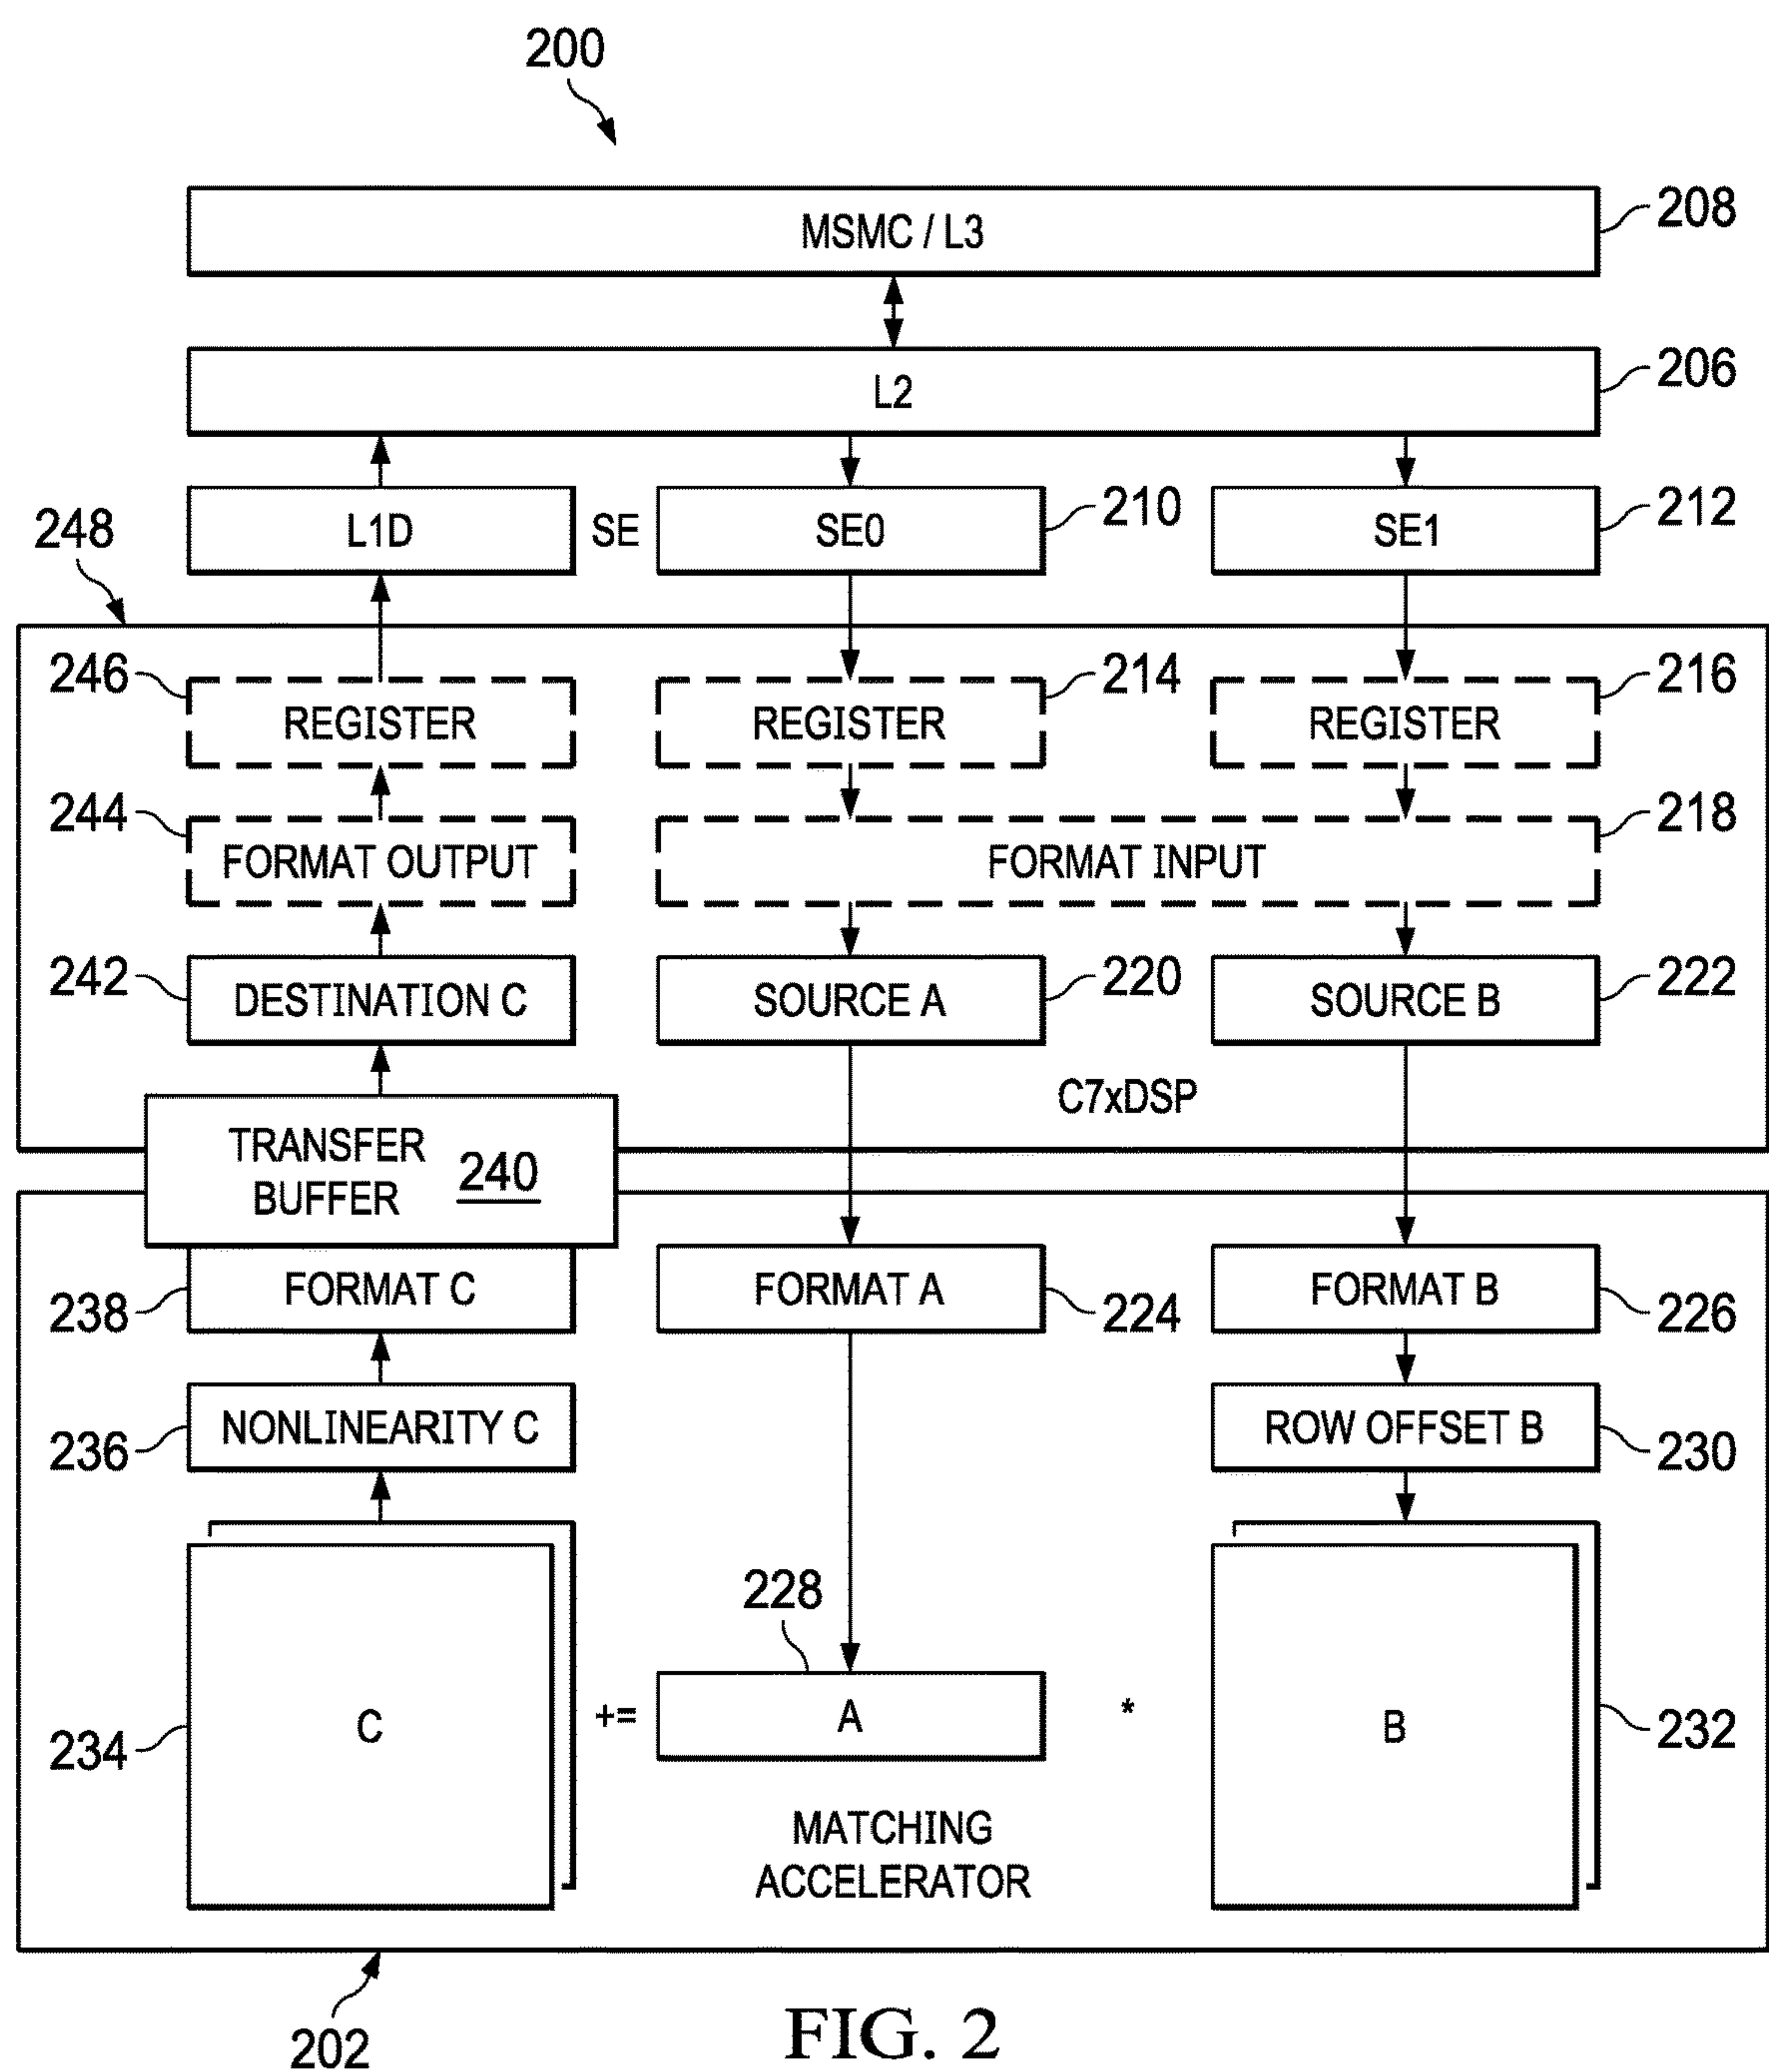 200
MSMC / L3
208
L2
206
248
L1D
SE
SE0
210
SE1
212
246
REGISTER
REGISTER
214
REGISTER
216
244
FORMAT OUTPUT
FORMAT INPUT
218
242
DESTINATION C
SOURCE A
220
SOURCE B
222
C7xDSP
TRANSFER
BUFFER
240
238
FORMAT C
FORMAT A
224
FORMAT B
226
236
NONLINEARITY C
ROW OFFSET B
230
228
234
C
+=
A
*
B
232
MATCHING
ACCELERATOR
202
FIG. 2